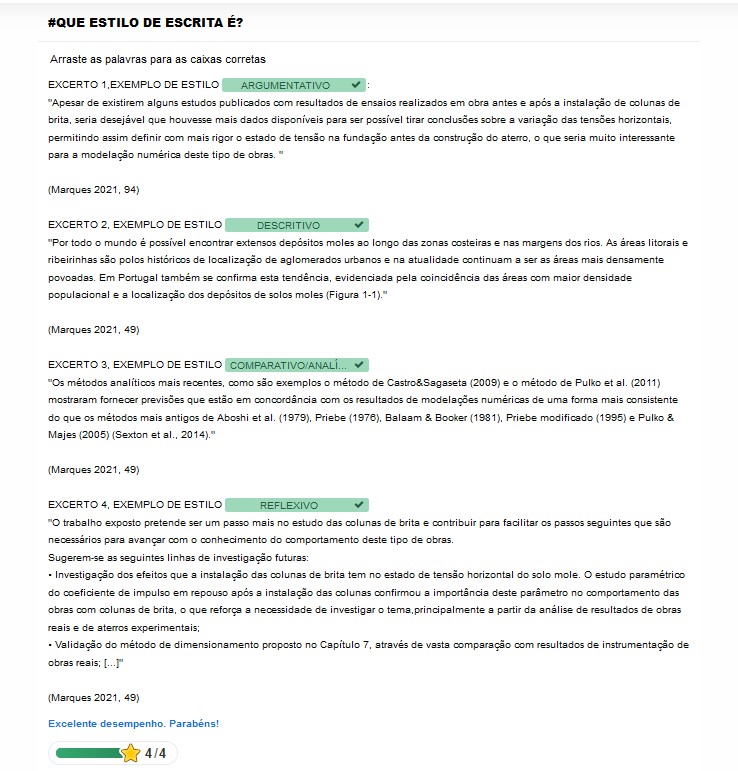 #QUE ESTILO DE ESCRITA É?
Arraste as palavras para as caixas corretas
EXCERTO 1,EXEMPLO DE ESTILO ARGUMENTATIVO ✔ :
"Apesar de existirem alguns estudos publicados com resultados de ensaios realizados em obra antes e após a instalação de colunas de
brita, seria desejável que houvesse mais dados disponíveis para ser possível tirar conclusões sobre a variação das tensões horizontais,
permitindo assim definir com mais rigor o estado de tensão na fundação antes da construção do aterro, o que seria muito interessante
para a modelação numérica deste tipo de obras. "
(Marques 2021, 94)
EXCERTO 2, EXEMPLO DE ESTILO DESCRITIVO ✔
"Por todo o mundo é possível encontrar extensos depósitos moles ao longo das zonas costeiras e nas margens dos rios. As áreas litorais e
ribeirinhas são polos históricos de localização de aglomerados urbanos e na atualidade continuam a ser as áreas mais densamente
povoadas. Em Portugal também se confirma esta tendência, evidenciada pela coincidência das áreas com maior densidade
populacional e a localização dos depósitos de solos moles (Figura 1-1)."
(Marques 2021, 49)
EXCERTO 3, EXEMPLO DE ESTILO COMPARATIVO/ANALÍ... ✔
"Os métodos analíticos mais recentes, como são exemplos o método de Castro&Sagaseta (2009) e o método de Pulko et al. (2011)
mostraram fornecer previsões que estão em concordância com os resultados de modelações numéricas de uma forma mais consistente
do que os métodos mais antigos de Aboshi et al. (1979), Priebe (1976), Balaam & Booker (1981), Priebe modificado (1995) e Pulko &
Majes (2005) (Sexton et al., 2014)."
(Marques 2021, 49)
EXCERTO 4, EXEMPLO DE ESTILO REFLEXIVO ✔
"O trabalho exposto pretende ser um passo mais no estudo das colunas de brita e contribuir para facilitar os passos seguintes que são
necessários para avançar com o conhecimento do comportamento deste tipo de obras.
Sugerem-se as seguintes linhas de investigação futuras:
• Investigação dos efeitos que a instalação das colunas de brita tem no estado de tensão horizontal do solo mole. O estudo paramétrico
do coeficiente de impulso em repouso após a instalação das colunas confirmou a importância deste parâmetro no comportamento das
obras com colunas de brita, o que reforça a necessidade de investigar o tema,principalmente a partir da análise de resultados de obras
reais e de aterros experimentais;
• Validação do método de dimensionamento proposto no Capítulo 7, através de vasta comparação com resultados de instrumentação de
obras reais; [...]"
(Marques 2021, 49)
Excelente desempenho. Parabéns!
4/4